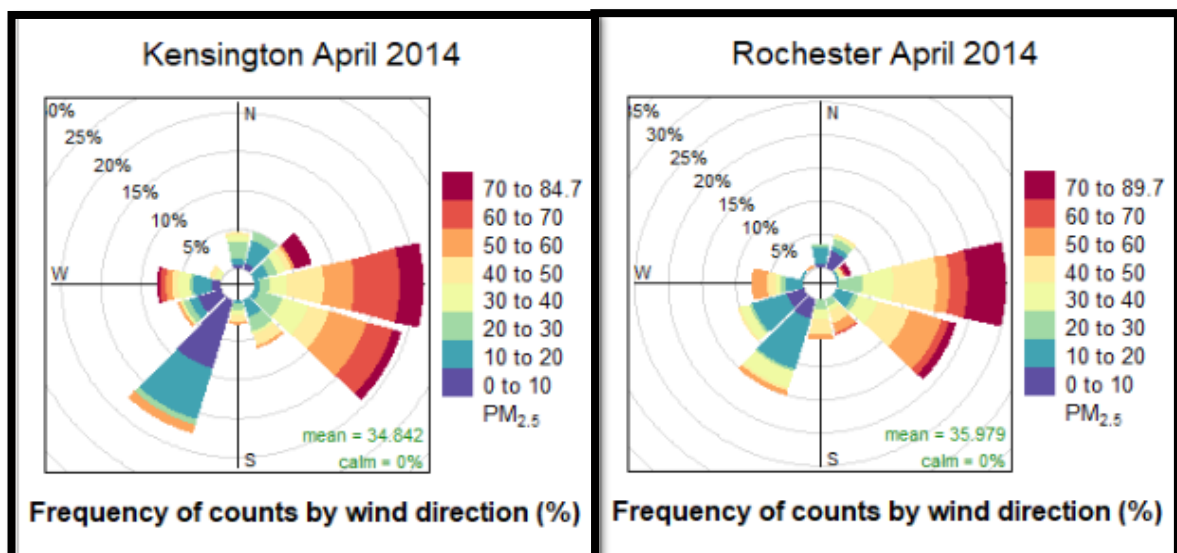 Kensington April 2014
0%
25%
20%
15%
10%
5%
N
W
S
70 to 84.7
60 to 70
50 to 60
40 to 50
30 to 40
20 to 30
10 to 20
0 to 10
PM2.5
mean = 34.842
calm = 0%
Frequency of counts by wind direction (%)
Rochester April 2014
35%
30%
25%
20%
15%
10%
5%
N
W
S
70 to 89.7
60 to 70
50 to 60
40 to 50
30 to 40
20 to 30
10 to 20
0 to 10
PM2.5
mean = 35.979
calm = 0%
Frequency of counts by wind direction (%)